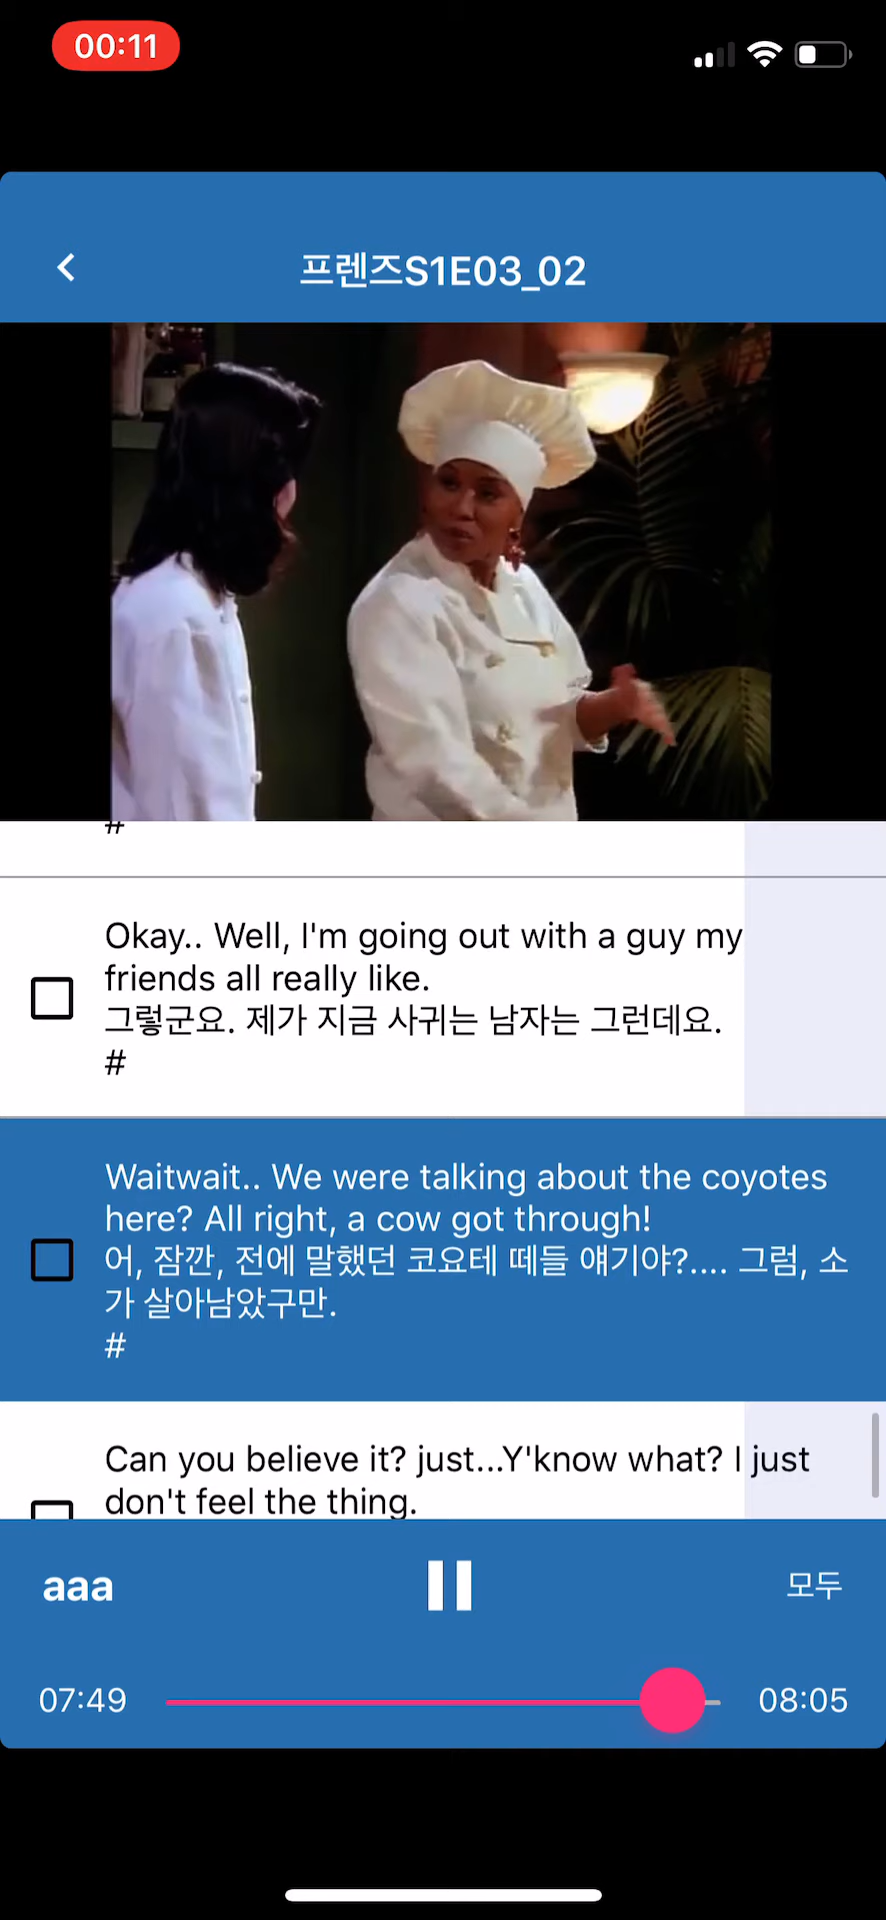 00:11
프렌즈S1E03_02
#
Okay.. Well, I'm going out with a guy my
friends all really like.
그렇군요. 제가 지금 사귀는 남자는 그런데요.
#
Waitwait.. We were talking about the coyotes
here? All right, a cow got through!
어, 잠깐, 전에 말했던 코요테 떼들 얘기야?.... 그럼, 소
가 살아남았구만.
#
Can you believe it? just...Y'know what? I just
don't feel the thing.
aaa
모두
07:49
08:05